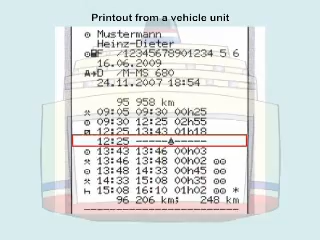 Printout from a vehicle unit
Mustermann
Heinz-Dieter
F /12345678901234 5 6
16.06.2009
A D /M-MS 680
24.11.2007 18:54
95 958 km
09:05 09:30 00h25
09:30 12:25 02h55
12:25 13:43 01h18
12:25 ----- -----
13:43 13:46 00h03
13:46 13:48 00h02
13:48 14:33 00h45
14:33 15:08 00h35
15:08 16:10 01h02 *
96 206 km; 248 km